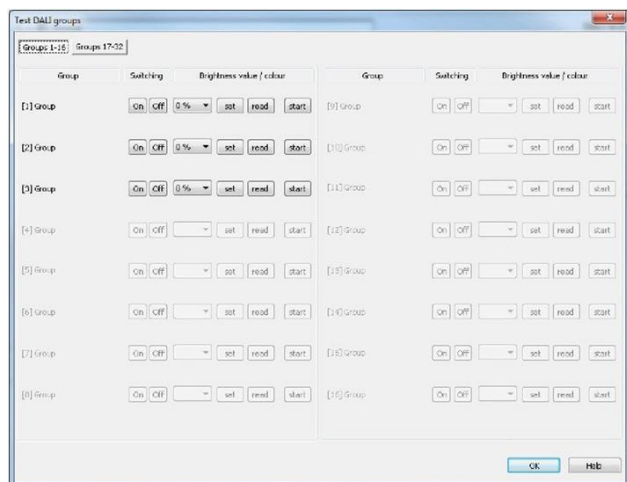 Test DALI groups
Groups 1-16 Groups 17-32
Group Switching Brightness value / colour Group Switching Brightness value / colour
[1] Group On Off 0 % set read start [9] Group On Off set read start
[2] Group On Off 0 % set read start [10] Group On Off set read start
[3] Group On Off 0 % set read start [11] Group On Off set read start
[4] Group On Off set read start [12] Group On Off set read start
[5] Group On Off set read start [13] Group On Off set read start
[6] Group On Off set read start [14] Group On Off set read start
[7] Group On Off set read start [15] Group On Off set read start
[8] Group On Off set read start [16] Group On Off set read start
OK Help